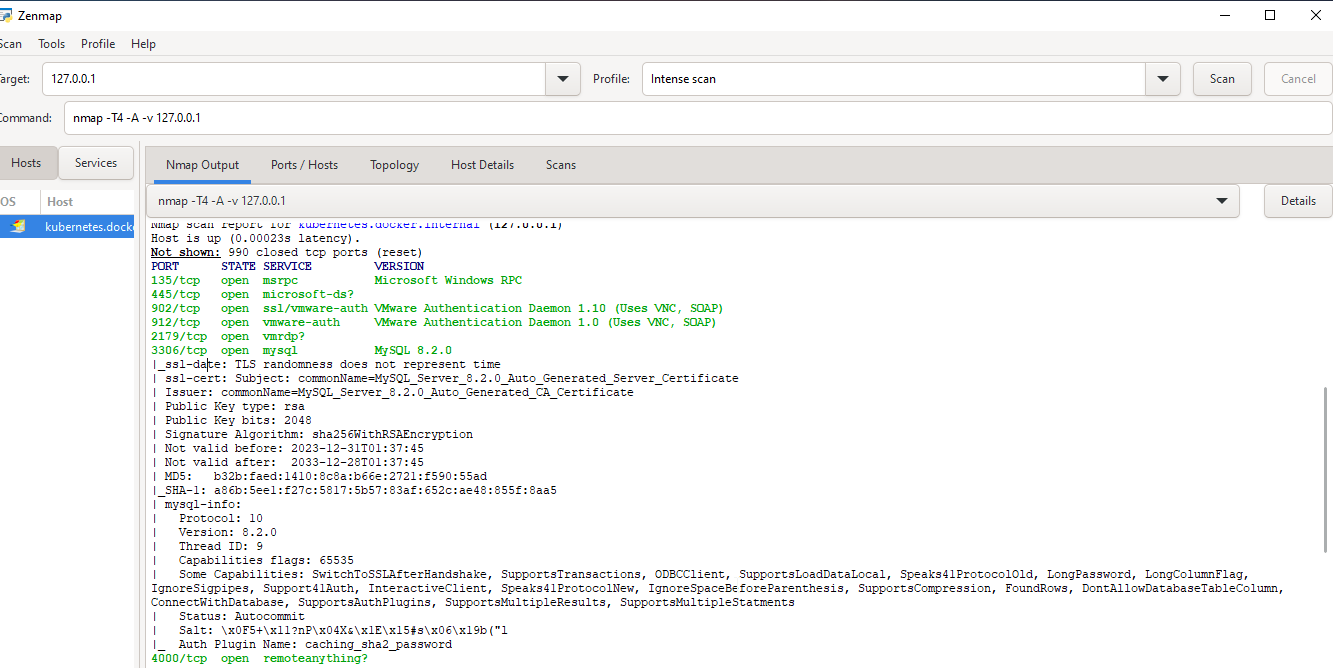 Zenmap
Scan Tools Profile Help
Target: 127.0.0.1 Profile: Intense scan Scan Cancel
Command: nmap -T4 -A -v 127.0.0.1
Hosts Services Nmap Output Ports / Hosts Topology Host Details Scans
OS Host nmap -T4 -A -v 127.0.0.1 Details
kubernetes.docke
Nmap scan report for kubernetes.docker.internal (127.0.0.1)
Host is up (0.00023s latency).
Not shown: 990 closed tcp ports (reset)
PORT STATE SERVICE VERSION
135/tcp open msrpc Microsoft Windows RPC
445/tcp open microsoft-ds?
902/tcp open ssl/vmware-auth VMware Authentication Daemon 1.10 (Uses VNC, SOAP)
912/tcp open vmware-auth VMware Authentication Daemon 1.0 (Uses VNC, SOAP)
2179/tcp open vmrdp?
3306/tcp open mysql MySQL 8.2.0
|_ssl-date: TLS randomness does not represent time
| ssl-cert: Subject: commonName=MySQL_Server_8.2.0_Auto_Generated_Server_Certificate
| Issuer: commonName=MySQL_Server_8.2.0_Auto_Generated_CA_Certificate
| Public Key type: rsa
| Public Key bits: 2048
| Signature Algorithm: sha256WithRSAEncryption
| Not valid before: 2023-12-31T01:37:45
| Not valid after:  2033-12-28T01:37:45
| MD5:   b32b:faed:1410:8c8a:b66e:2721:f590:55ad
|_SHA-1: a86b:5ee1:f27c:5817:5b57:83af:652c:ae48:855f:8aa5
| mysql-info:
|   Protocol: 10
|   Version: 8.2.0
|   Thread ID: 9
|   Capabilities flags: 65535
|   Some Capabilities: SwitchToSSLAfterHandshake, SupportsTransactions, ODBCClient, SupportsLoadDataLocal, Speaks41ProtocolOld, LongPassword, LongColumnFlag,
IgnoreSigpipes, Support41Auth, InteractiveClient, Speaks41ProtocolNew, IgnoreSpaceBeforeParenthesis, SupportsCompression, FoundRows, DontAllowDatabaseTableColumn,
ConnectWithDatabase, SupportsAuthPlugins, SupportsMultipleResults, SupportsMultipleStatments
|   Status: Autocommit
|   Salt: \x0F5+\x11?nP\x04X&\x1E\x15#s\x06\x19b("1
|_  Auth Plugin Name: caching_sha2_password
4000/tcp open remoteanything?